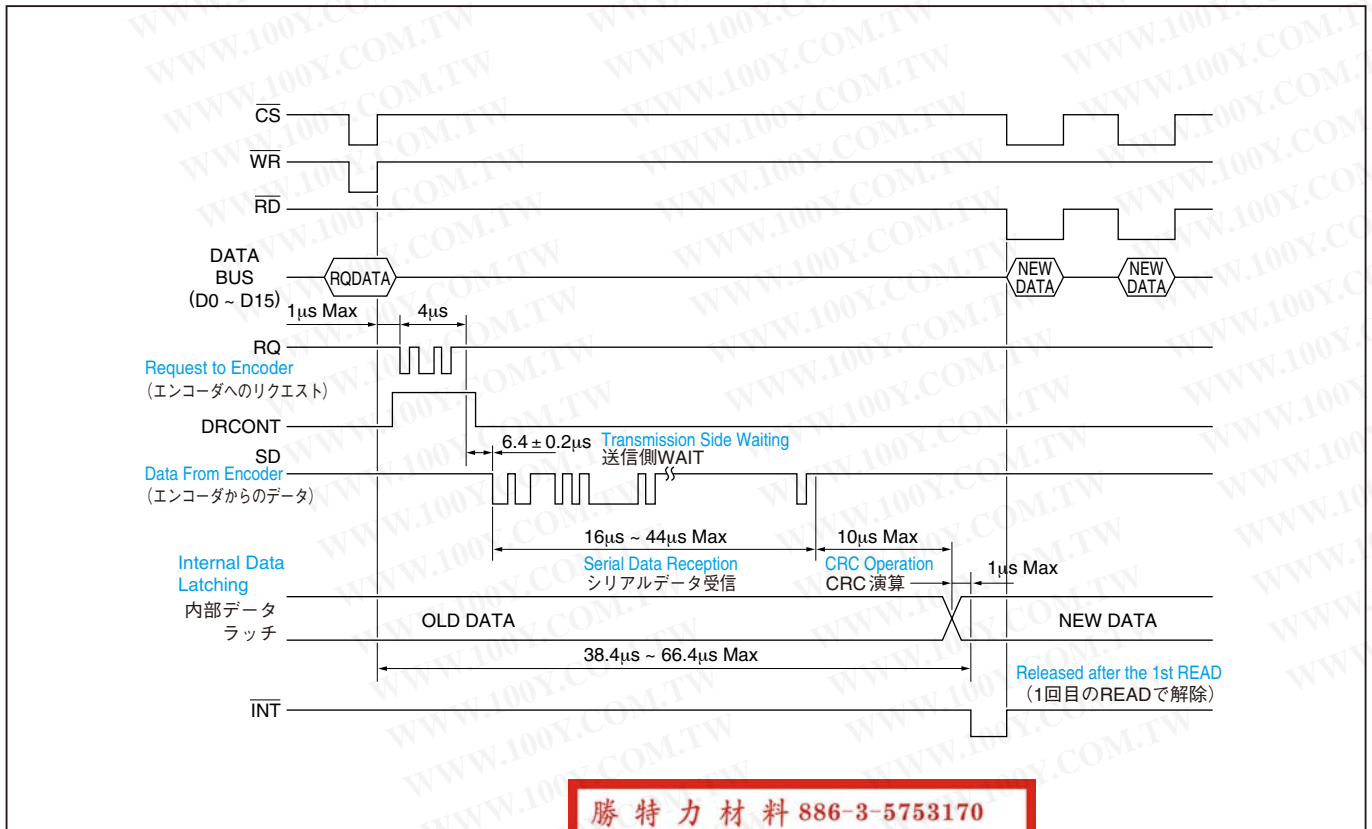 CS
WR
RD
DATA
BUS
(D0 ~ D15)
RQDATA
NEW
DATA
NEW
DATA
1μs Max
4μs
RQ
Request to Encoder
(エンコーダへのリクエスト)
DRCONT
6.4 ± 0.2μs
Transmission Side Waiting
送信側WAIT
SD
Data From Encoder
(エンコーダからのデータ)
16μs ~ 44μs Max
10μs Max
Serial Data Reception
シリアルデータ受信
CRC Operation
CRC 演算
1μs Max
Internal Data
Latching
内部データ
ラッチ
OLD DATA
NEW DATA
38.4μs ~ 66.4μs Max
Released after the 1st READ
(1回目のREADで解除)
INT
勝特力材料 886-3-5753170
WWW.100Y.COM.TW